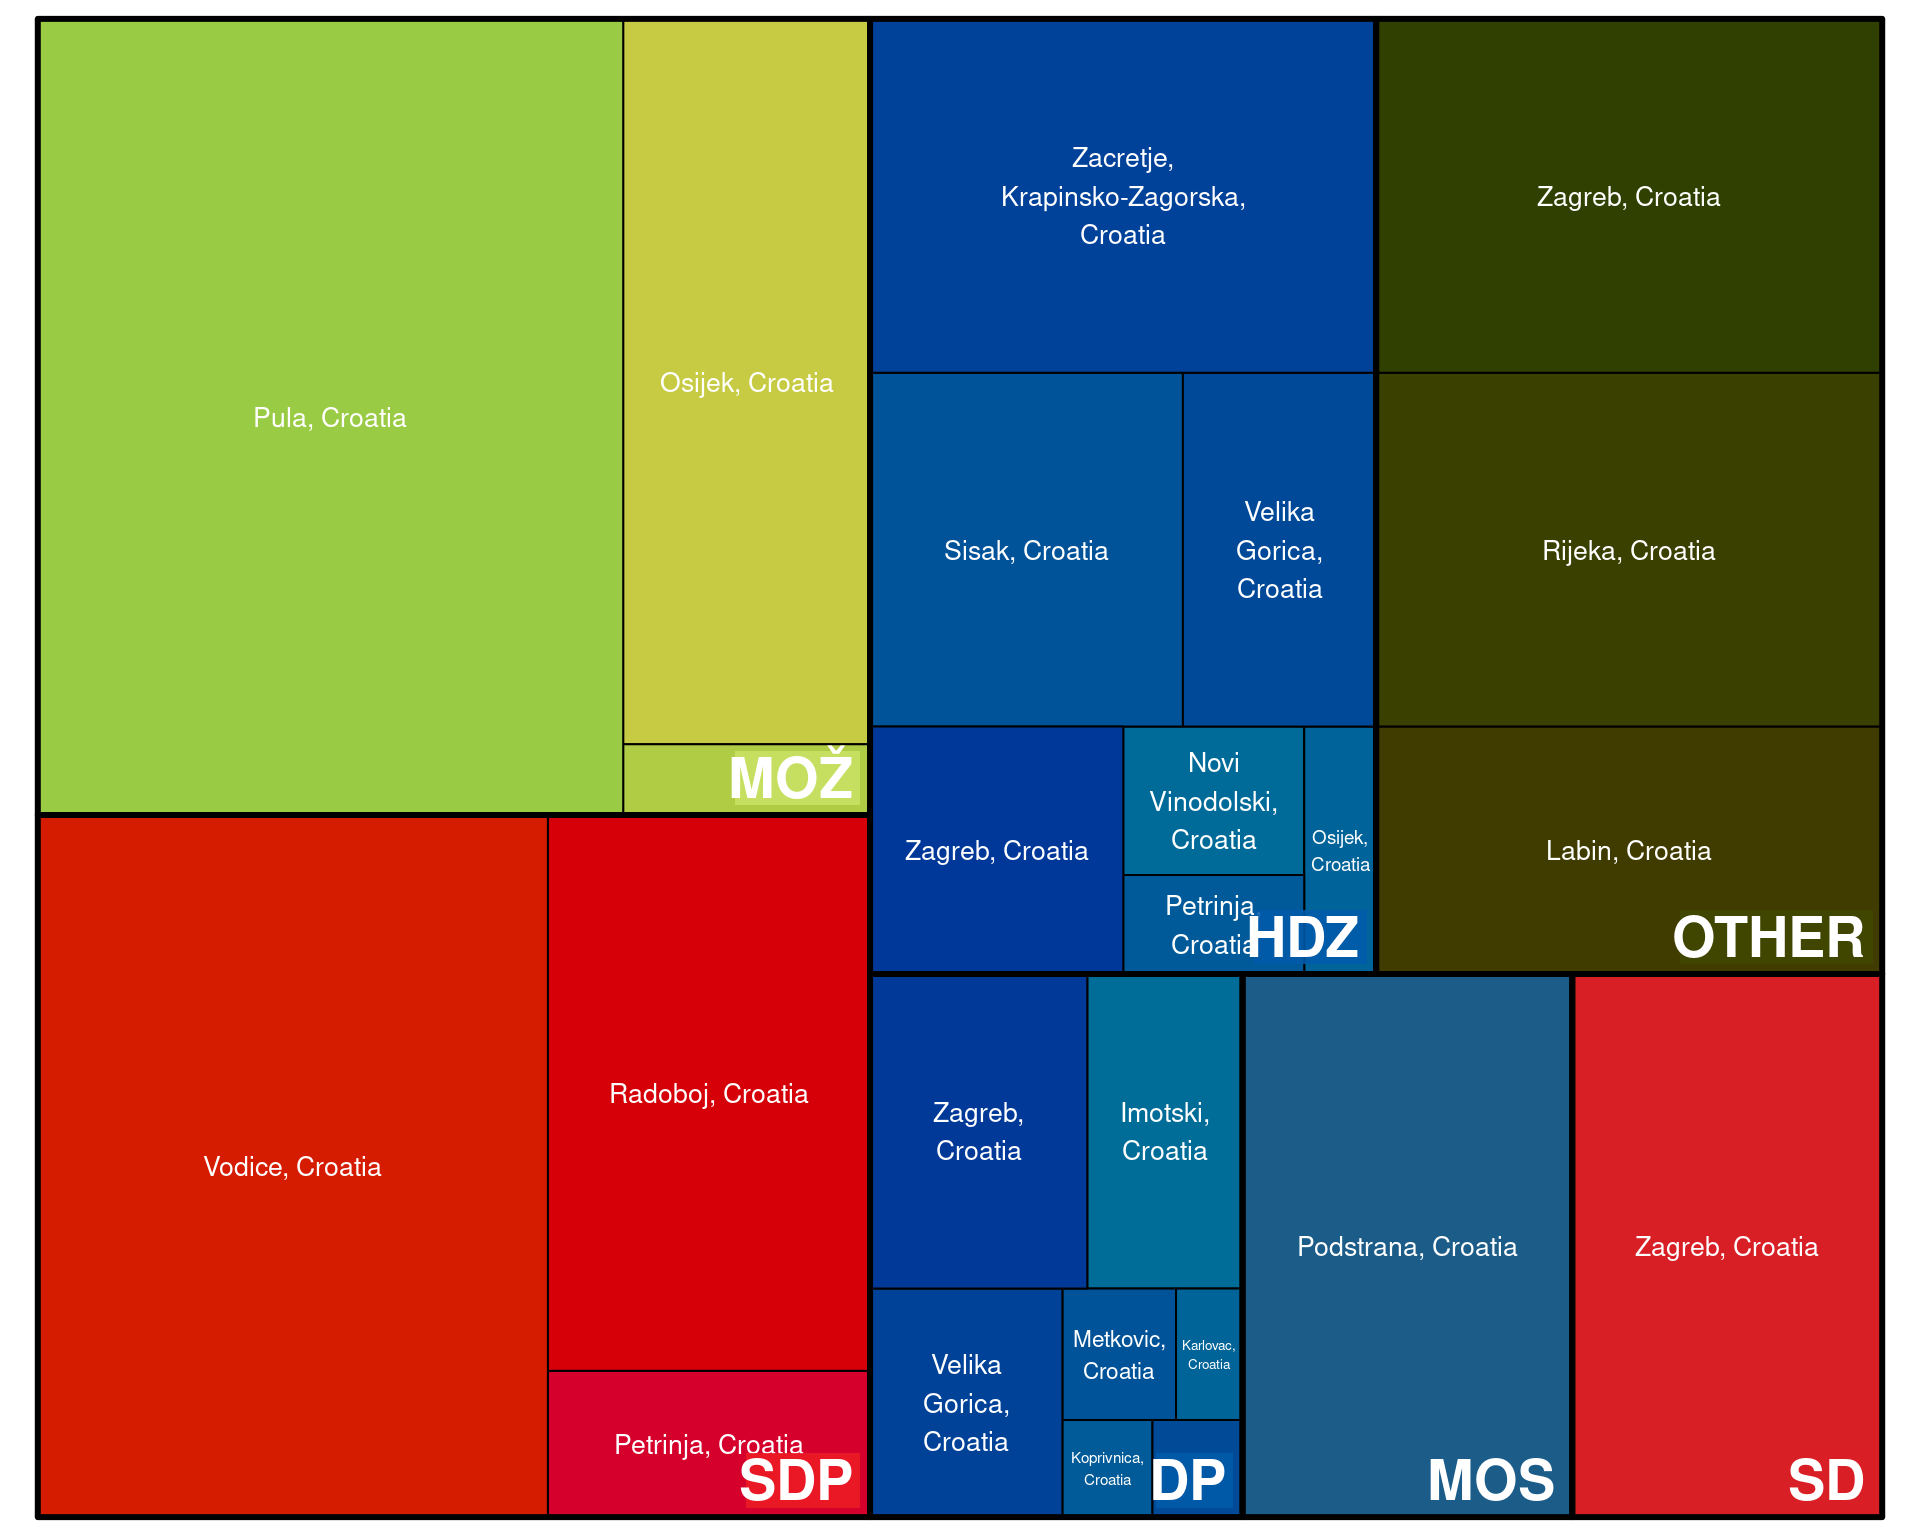 Pula, Croatia
Osijek, Croatia
MOŽ
Zacretje,
Krapinsko-Zagorska,
Croatia
Sisak, Croatia
Velika
Gorica,
Croatia
Zagreb, Croatia
Novi
Vinodolski,
Croatia
Petrinja
Croatia
Osijek,
Croatia
HDZ
Zagreb, Croatia
Rijeka, Croatia
Labin, Croatia
OTHER
Vodice, Croatia
Radoboj, Croatia
Petrinja, Croatia
SDP
Zagreb,
Croatia
Imotski,
Croatia
Velika
Gorica,
Croatia
Metkovic,
Croatia
Karlovac,
Croatia
Koprivnica,
Croatia
DP
Podstrana, Croatia
MOS
Zagreb, Croatia
SD